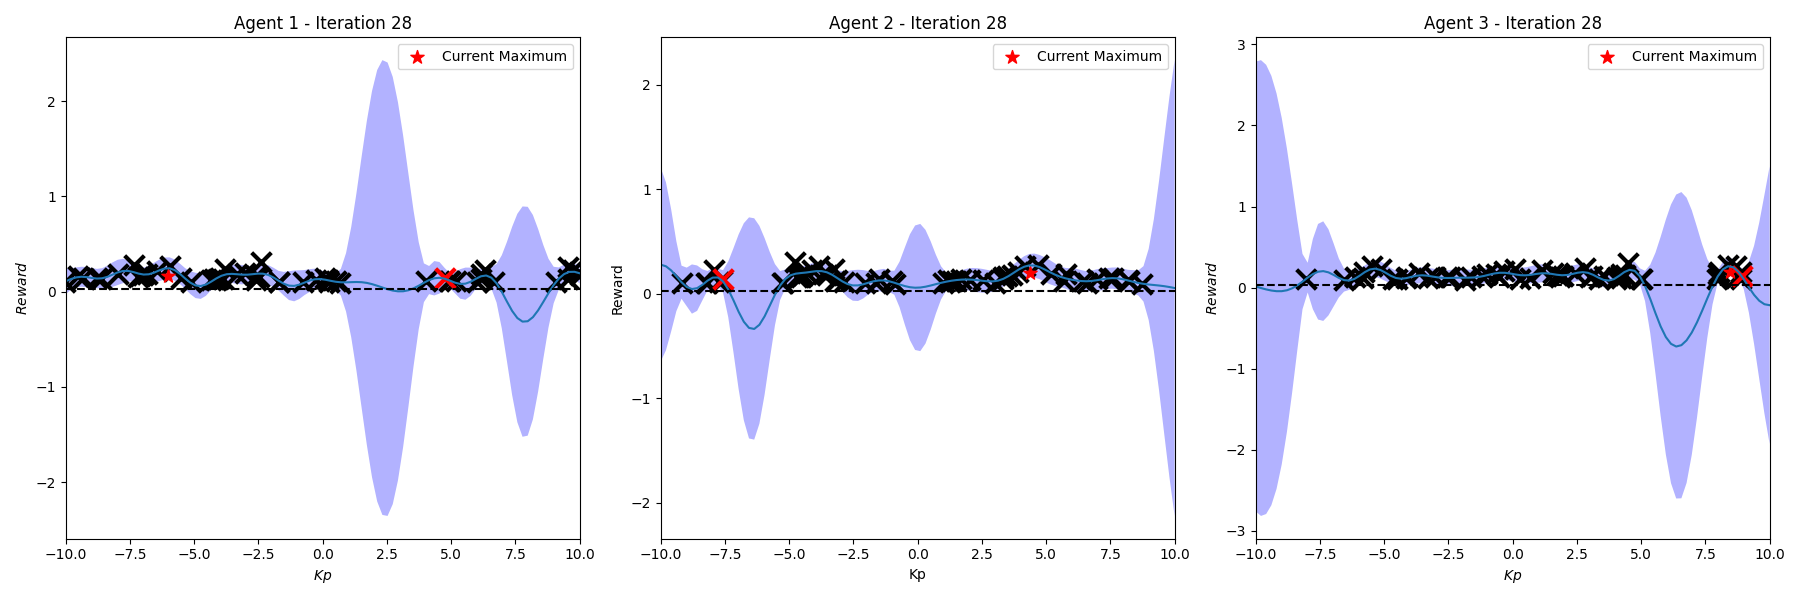 Agent 1 - Iteration 28
Current Maximum
2
1
0
−1
−2
Reward
−10.0 −7.5 −5.0 −2.5 0.0 2.5 5.0 7.5 10.0
Kp
Agent 2 - Iteration 28
Current Maximum
2
1
0
−1
−2
Reward
−10.0 −7.5 −5.0 −2.5 0.0 2.5 5.0 7.5 10.0
Kp
Agent 3 - Iteration 28
Current Maximum
3
2
1
0
−1
−2
−3
Reward
−10.0 −7.5 −5.0 −2.5 0.0 2.5 5.0 7.5 10.0
Kp